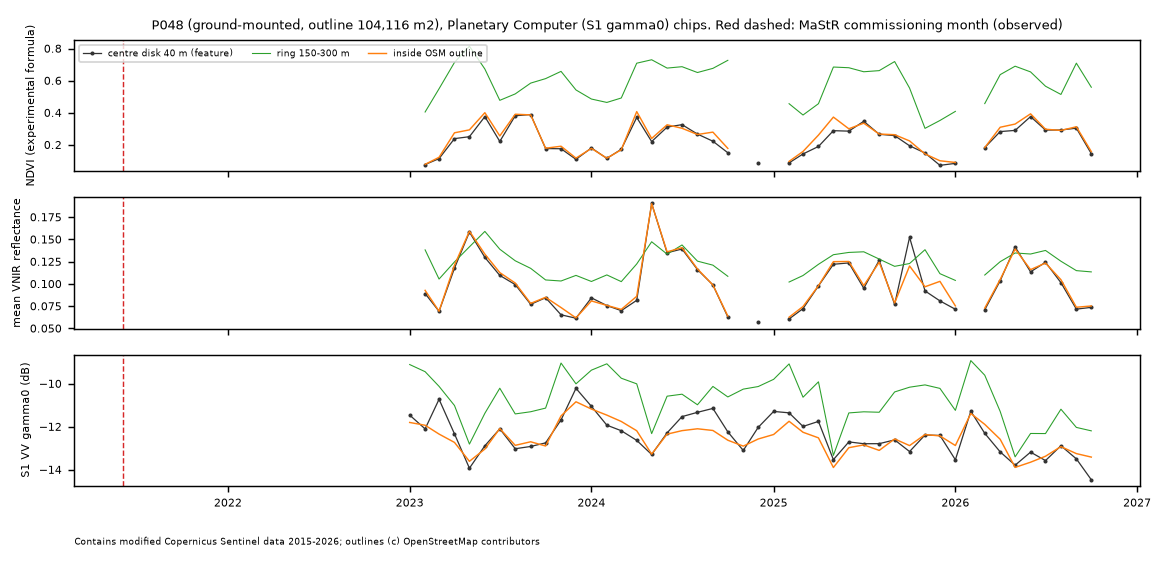 P048 (ground-mounted, outline 104,116 m2), Planetary Computer (S1 gamma0) chips. Red dashed: MaStR commissioning month (observed)
NDVI (experimental formula)
0.8
0.6
0.4
0.2
centre disk 40 m (feature)
ring 150-300 m
inside OSM outline
mean VNIR reflectance
0.175
0.150
0.125
0.100
0.075
0.050
S1 VV gamma0 (dB)
−10
−12
−14
2022
2023
2024
2025
2026
2027
Contains modified Copernicus Sentinel data 2015-2026; outlines (c) OpenStreetMap contributors